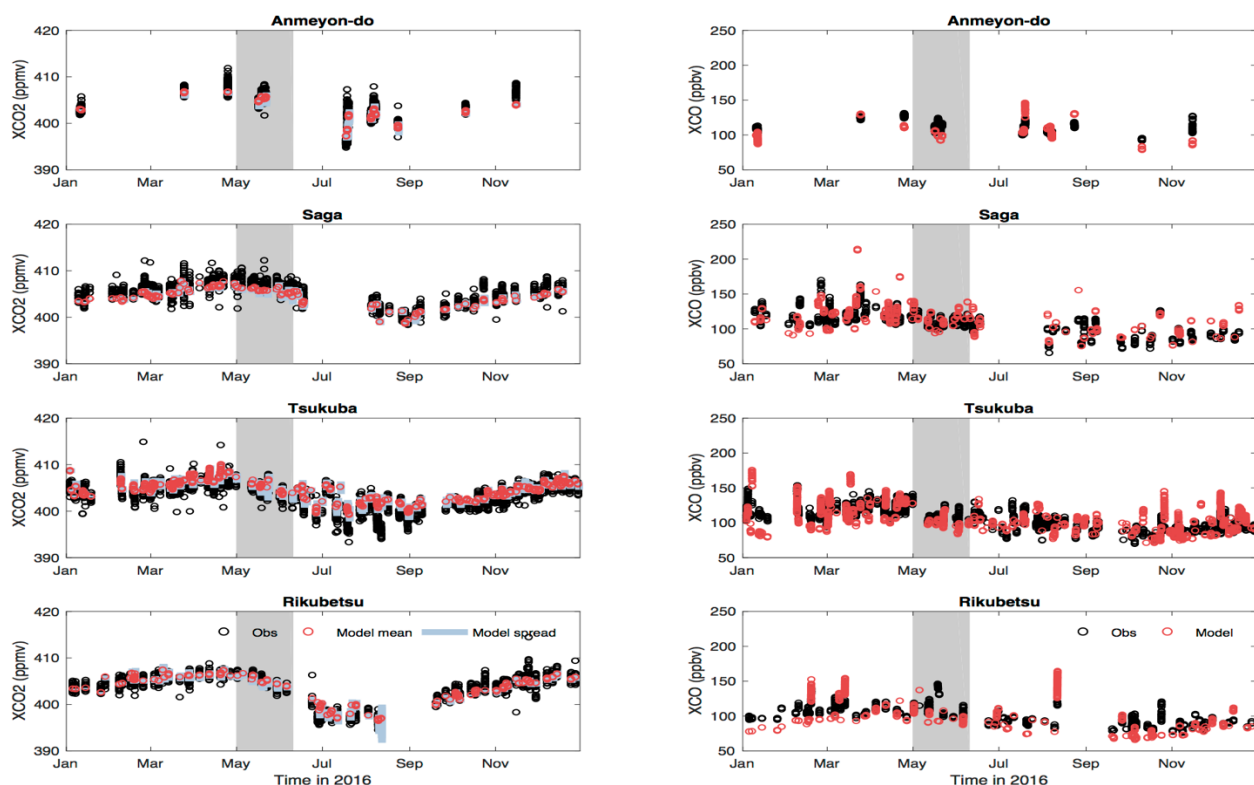 Anmeyon-do
XCO2 (ppmv)
420
410
400
390
Jan Mar May Jul Sep Nov
Anmeyon-do
XCO (ppbv)
250
200
150
100
50
Jan Mar May Jul Sep Nov
Saga
XCO2 (ppmv)
420
410
400
390
Jan Mar May Jul Sep Nov
Saga
XCO (ppbv)
250
200
150
100
50
Jan Mar May Jul Sep Nov
Tsukuba
XCO2 (ppmv)
420
410
400
390
Jan Mar May Jul Sep Nov
Tsukuba
XCO (ppbv)
250
200
150
100
50
Jan Mar May Jul Sep Nov
Rikubetsu
Obs Model mean Model spread
XCO2 (ppmv)
420
410
400
390
Jan Mar May Jul Sep Nov
Time in 2016
Rikubetsu
Obs Model
XCO (ppbv)
250
200
150
100
50
Jan Mar May Jul Sep Nov
Time in 2016